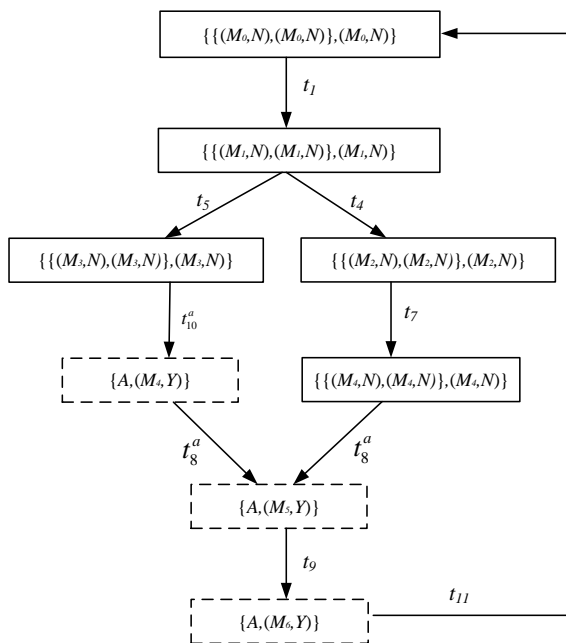 {{(M₀,N),(M₀,N)},(M₀,N)}
t₁
{{(M₁,N),(M₁,N)},(M₁,N)}
t₅
t₄
{{(M₃,N),(M₃,N)},(M₃,N)}
{{(M₂,N),(M₂,N)},(M₂,N)}
t₁₀ᵃ
t₇
{A,(M₄,Y)}
{{(M₄,N),(M₄,N)},(M₄,N)}
t₈ᵃ
t₈ᵃ
{A,(M₅,Y)}
t₉
{A,(M₆,Y)}
t₁₁